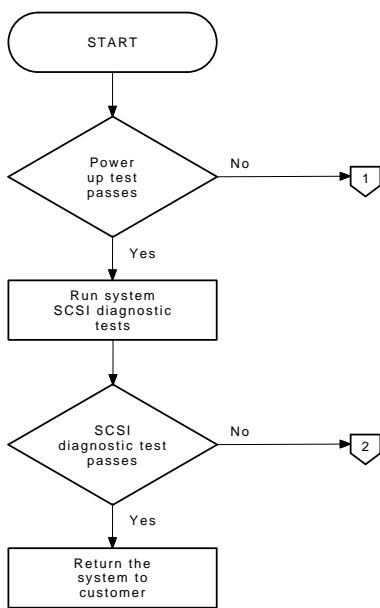 START
Power
up test
passes
No
1
Yes
Run system
SCSI diagnostic
tests
SCSI
diagnostic test
passes
No
2
Yes
Return the
system to
customer